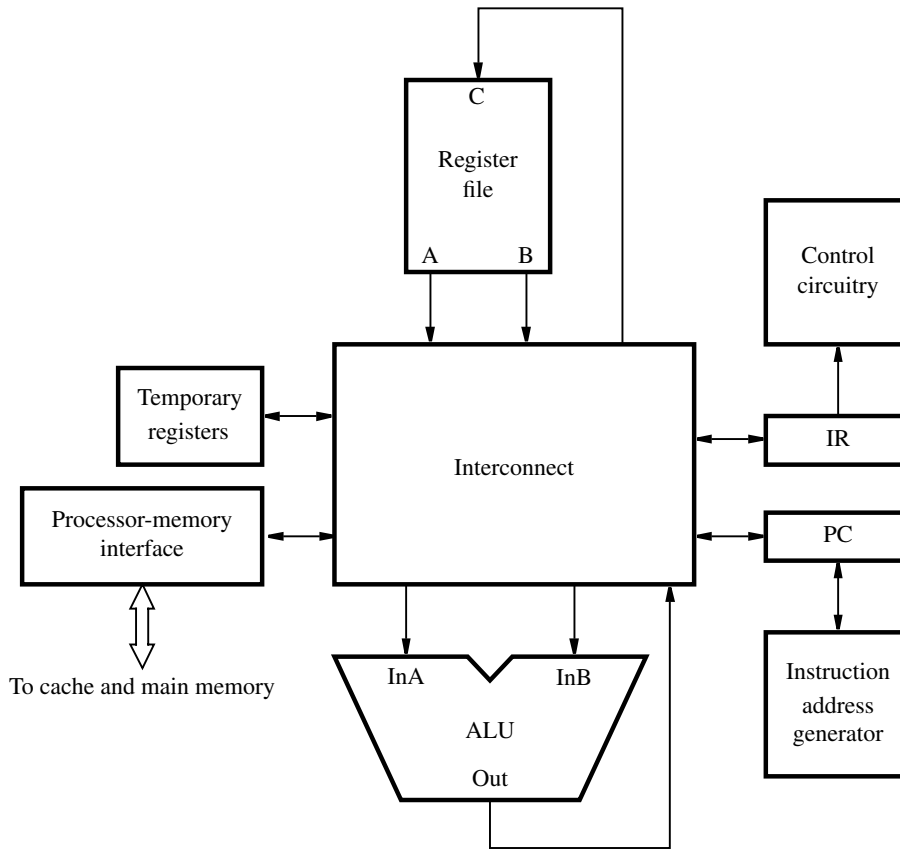 C
Register
file
A
B
Control
circuitry
Temporary
registers
IR
Interconnect
Processor-memory
interface
PC
To cache and main memory
InA
InB
ALU
Out
Instruction
address
generator